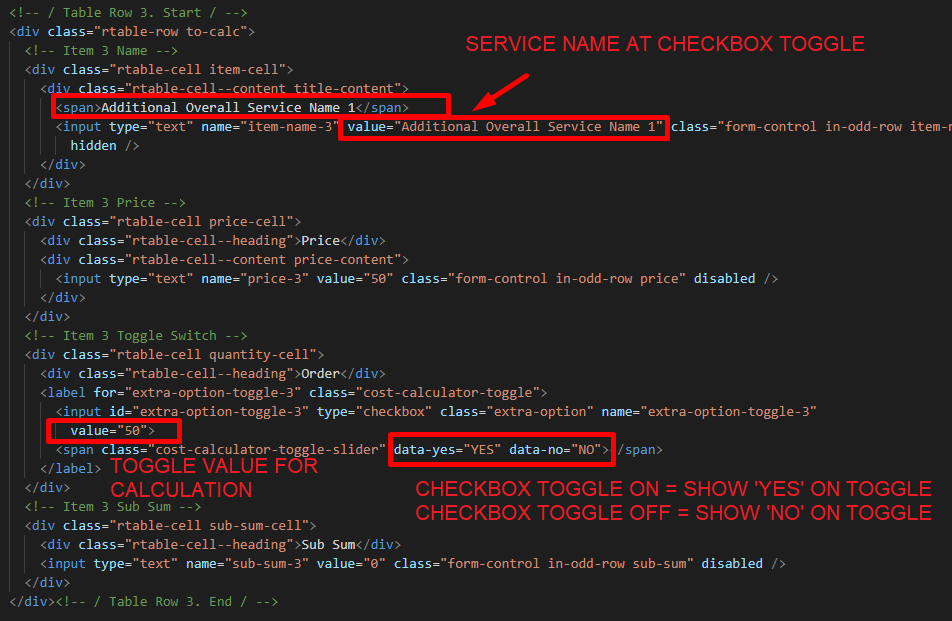 <!-- / Table Row 3. Start / -->
<div class="rtable-row to-calc">
<!-- Item 3 Name -->
SERVICE NAME AT CHECKBOX TOGGLE
<div class="rtable-cell item-cell">
<div class="rtable-cell--content title-content">
<span>Additional Overall Service Name 1</span>
<input type="text" name="item-name-3" value="Additional Overall Service Name 1" class="form-control in-odd-row item-n
hidden />
</div>
</div>
<!-- Item 3 Price -->
<div class="rtable-cell price-cell">
<div class="rtable-cell--heading">Price</div>
<div class="rtable-cell--content price-content">
<input type="text" name="price-3" value="50" class="form-control in-odd-row price" disabled />
</div>
</div>
<!-- Item 3 Toggle Switch -->
<div class="rtable-cell quantity-cell">
<div class="rtable-cell--heading">Order</div>
<label for="extra-option-toggle-3" class="cost-calculator-toggle">
<input id="extra-option-toggle-3" type="checkbox" class="extra-option" name="extra-option-toggle-3"
value="50">
<span class="cost-calculator-toggle-slider" data-yes="YES" data-no="NO"></span>
</label>
TOGGLE VALUE FOR
CALCULATION
</div>
CHECKBOX TOGGLE ON = SHOW 'YES' ON TOGGLE
CHECKBOX TOGGLE OFF = SHOW 'NO' ON TOGGLE
<!-- Item 3 Sub Sum -->
<div class="rtable-cell sub-sum-cell">
<div class="rtable-cell--heading">Sub Sum</div>
<input type="text" name="sub-sum-3" value="0" class="form-control in-odd-row sub-sum" disabled />
</div>
</div><!-- / Table Row 3. End / -->